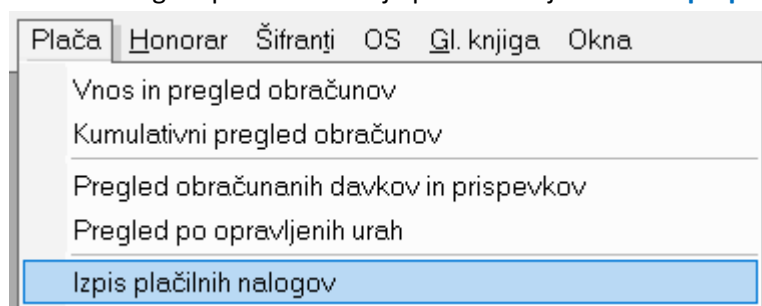 Plača Honorar Šifranti OS Gl. knjiga Okna
Vnos in pregled obračunov
Kumulativni pregled obračunov
Pregled obračunanih davkov in prispevkov
Pregled po opravljenih urah
Izpis plačilnih nalogov